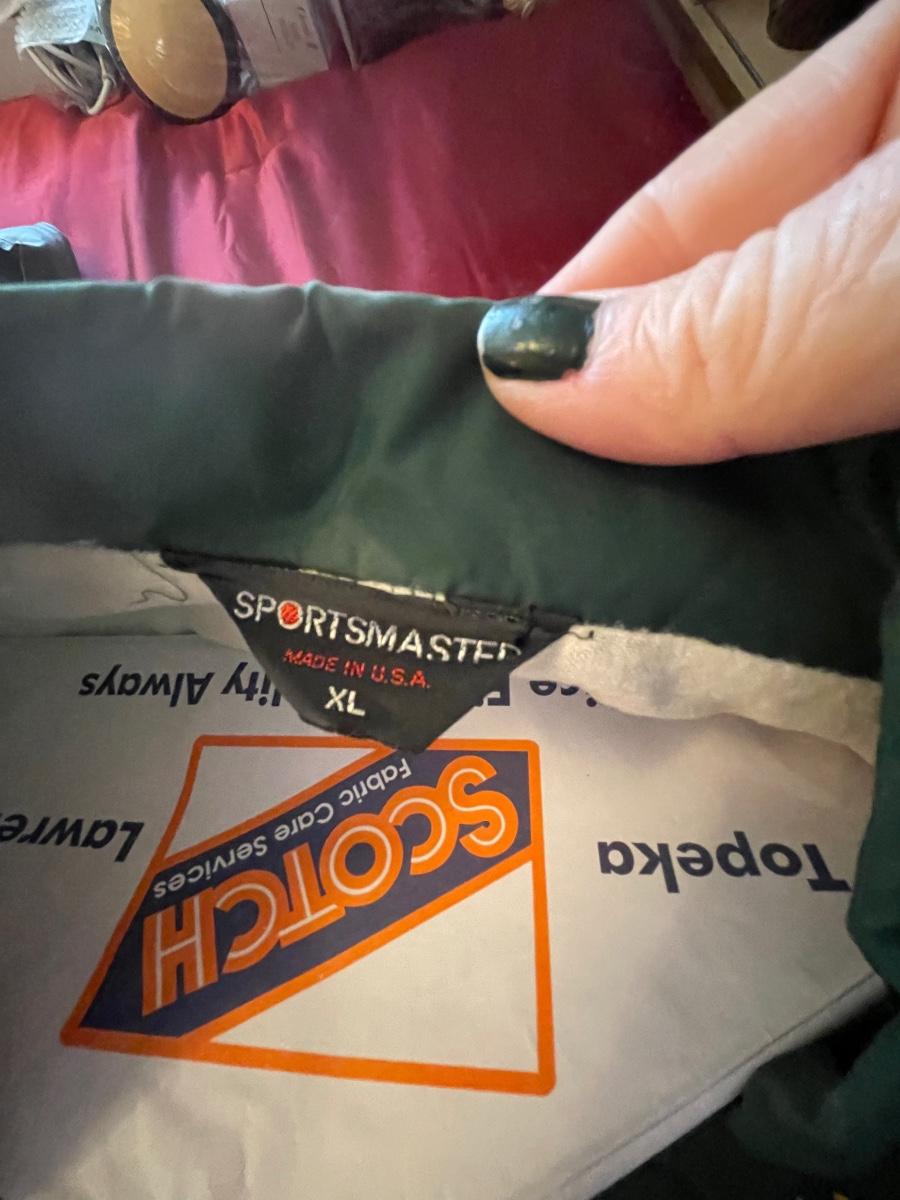 SPORTSMASTER
MADE IN U.S.A.
XL
Always
SCOTCH
Fabric Care Services
Topeka